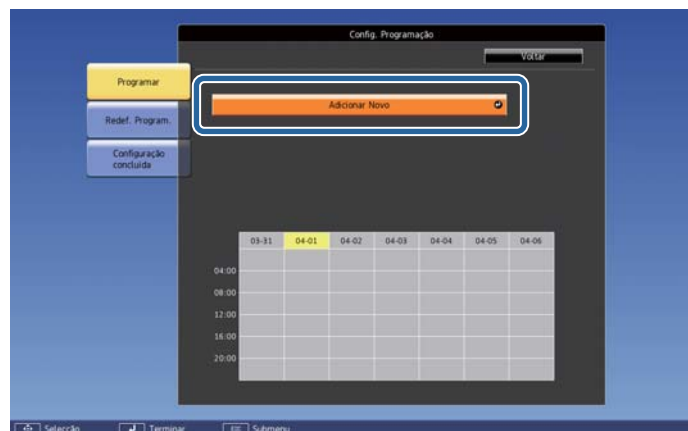 Config. Programação
Voltar
Programar
Adicionar Novo
Redef. Program.
Configuração
concluída
03-31 04-01 04-02 04-03 04-04 04-05 04-06
04:00
08:00
12:00
16:00
20:00
Selecção Terminar Submenu